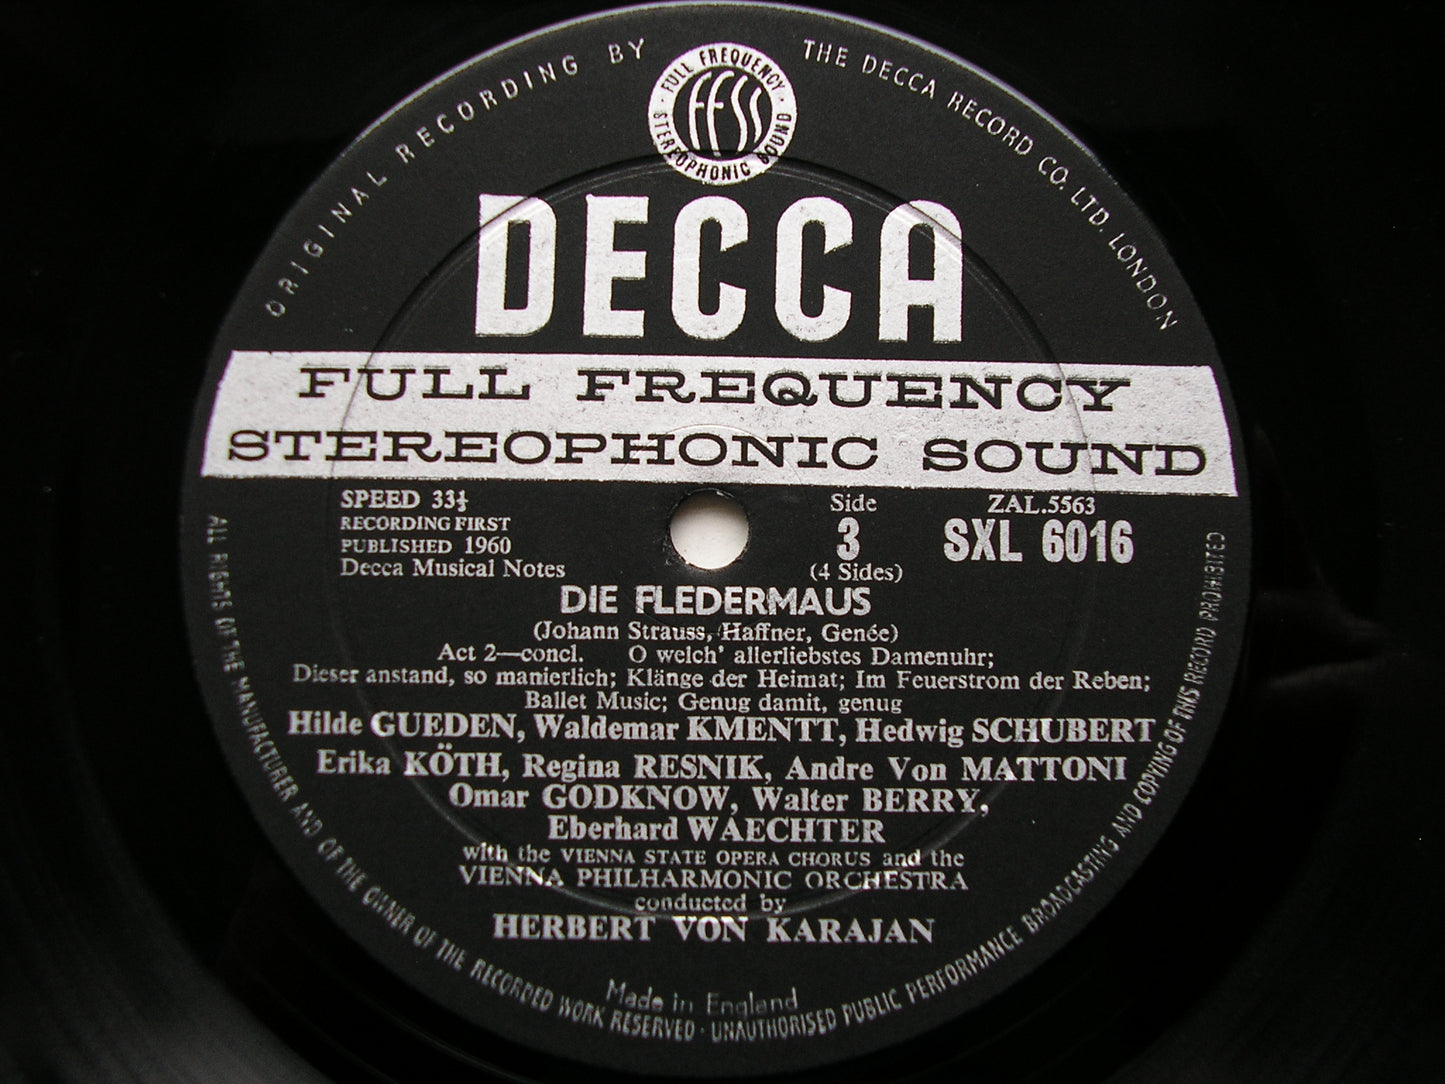 ORIGINAL RECORDING BY THE DECCA RECORD CO. LTD. LONDON
FULL FREQUENCY STEREOPHONIC SOUND
FFSS
DECCA
FULL FREQUENCY
STEREOPHONIC SOUND
SPEED 33⅓
RECORDING FIRST
PUBLISHED 1960
Decca Musical Notes
Side
3
(4 Sides)
ZAL.5563
SXL 6016
DIE FLEDERMAUS
(Johann Strauss, Haffner, Genée)
Act 2—concl. O welch' allerliebstes Damenuhr;
Dieser anstand, so manierlich; Klänge der Heimat; Im Feuerstrom der Reben;
Ballet Music; Genug damit, genug
Hilde GUEDEN, Waldemar KMENTT, Hedwig SCHUBERT
Erika KÖTH, Regina RESNIK, Andre Von MATTONI
Omar GODKNOW, Walter BERRY,
Eberhard WAECHTER
with the VIENNA STATE OPERA CHORUS and the
VIENNA PHILHARMONIC ORCHESTRA
conducted by
HERBERT VON KARAJAN
Made in England
ALL RIGHTS OF THE MANUFACTURER AND OF THE OWNER OF THE RECORDED WORK RESERVED · UNAUTHORISED PUBLIC PERFORMANCE BROADCASTING AND COPYING OF THIS RECORD PROHIBITED